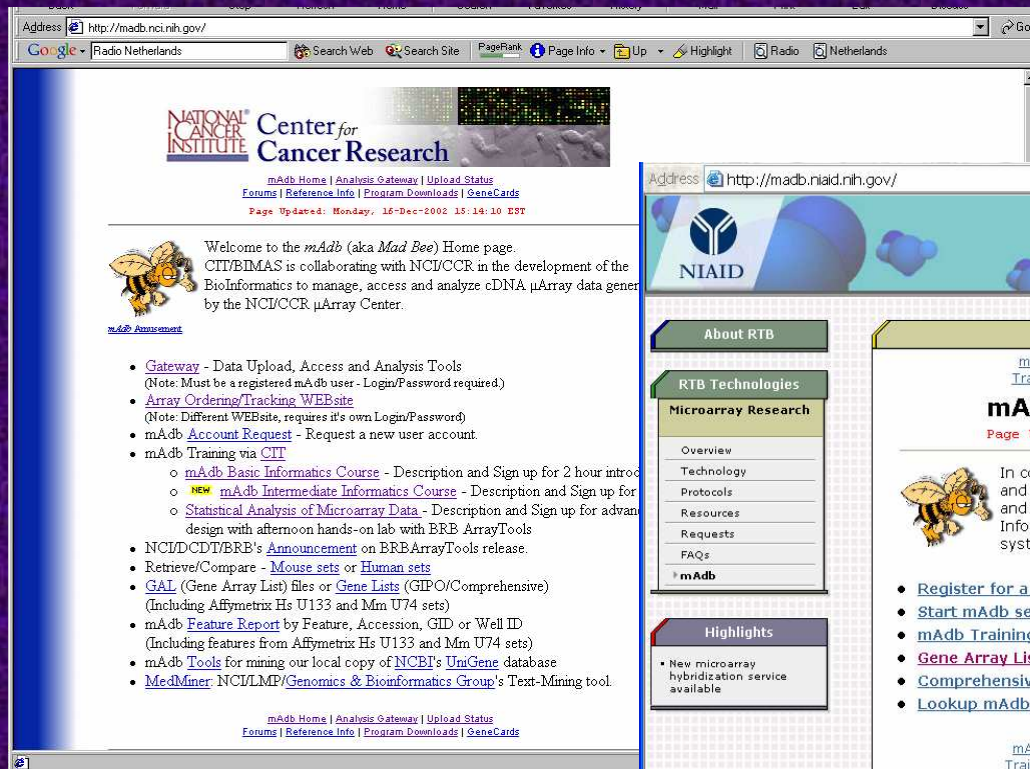 Address http://madb.nci.nih.gov/ Go
Google Radio Netherlands Search Web Search Site PageRank Page Info Up Highlight Radio Netherlands
NATIONAL CANCER INSTITUTE
Center for Cancer Research
mAdb Home | Analysis Gateway | Upload Status
Forums | Reference Info | Program Downloads | GeneCards
Page Updated: Monday, 16-Dec-2002 15:14:10 EST
Welcome to the mAdb (aka Mad Bee) Home page.
CIT/BIMAS is collaborating with NCI/CCR in the development of the
BioInformatics to manage, access and analyze cDNA µArray data gener
by the NCI/CCR µArray Center.
mAdb Amusement
• Gateway - Data Upload, Access and Analysis Tools
(Note: Must be a registered mAdb user - Login/Password required.)
• Array Ordering/Tracking WEBsite
(Note: Different WEBsite, requires it's own Login/Password)
• mAdb Account Request - Request a new user account.
• mAdb Training via CIT
o mAdb Basic Informatics Course - Description and Sign up for 2 hour introd
o NEW mAdb Intermediate Informatics Course - Description and Sign up for
o Statistical Analysis of Microarray Data - Description and Sign up for advan
design with afternoon hands-on lab with BRB ArrayTools
• NCI/DCDT/BRB's Announcement on BRBArrayTools release.
• Retrieve/Compare - Mouse sets or Human sets
• GAL (Gene Array List) files or Gene Lists (GIPO/Comprehensive)
(Including Affymetrix Hs U133 and Mm U74 sets)
• mAdb Feature Report by Feature, Accession, GID or Well ID
(Including features from Affymetrix Hs U133 and Mm U74 sets)
• mAdb Tools for mining our local copy of NCBI's UniGene database
• MedMiner: NCI/LMP/Genomics & Bioinformatics Group's Text-Mining tool.
mAdb Home | Analysis Gateway | Upload Status
Forums | Reference Info | Program Downloads | GeneCards
Address http://madb.niaid.nih.gov/
NIAID
About RTB
RTB Technologies
Microarray Research
Overview
Technology
Protocols
Resources
Requests
FAQs
mAdb
Highlights
• New microarray
hybridization service
available
m
Tra
mA
Page
In co
and
and
Info
syst
• Register for a
• Start mAdb se
• mAdb Training
• Gene Array Lis
• Comprehensiv
• Lookup mAdb
mA
Trai